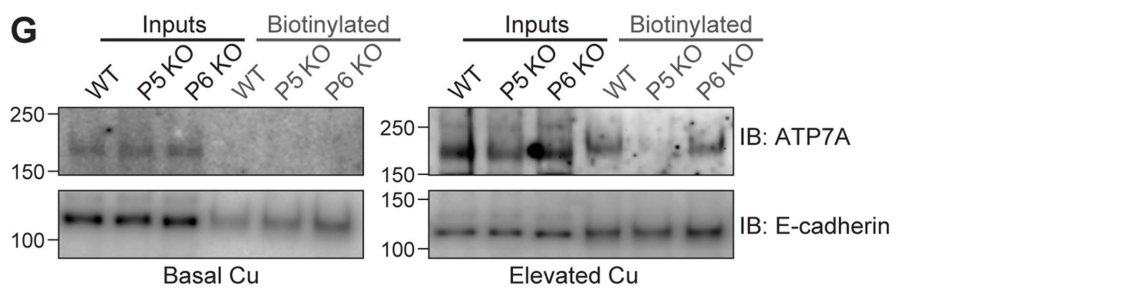 G
Inputs Biotinylated Inputs Biotinylated
WT P5 KO P6 KO WT P5 KO P6 KO WT P5 KO P6 KO WT P5 KO P6 KO
250 250 IB: ATP7A
150 150
150 IB: E-cadherin
100 100
Basal Cu Elevated Cu